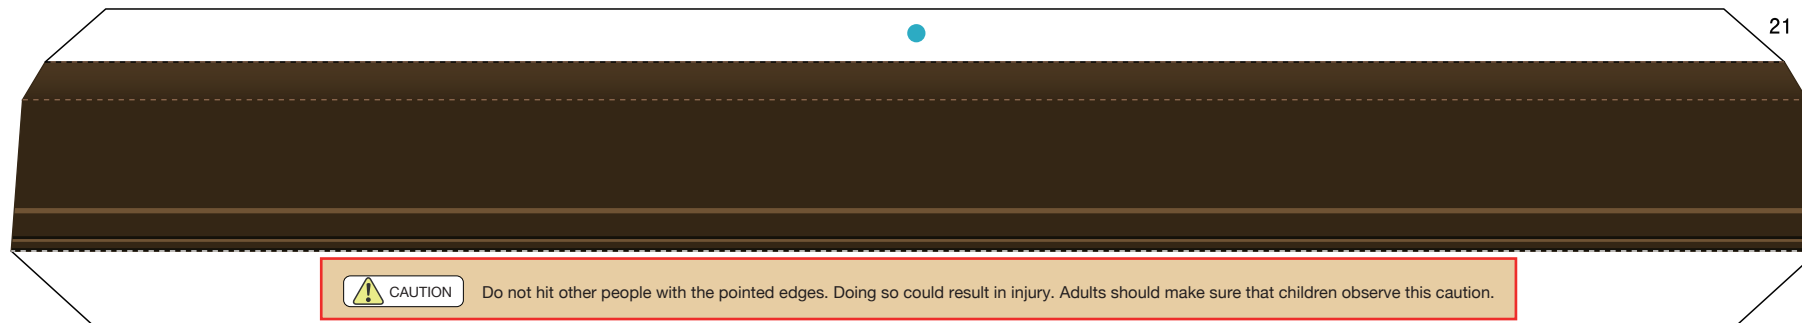 21
CAUTION Do not hit other people with the pointed edges. Doing so could result in injury. Adults should make sure that children observe this caution.